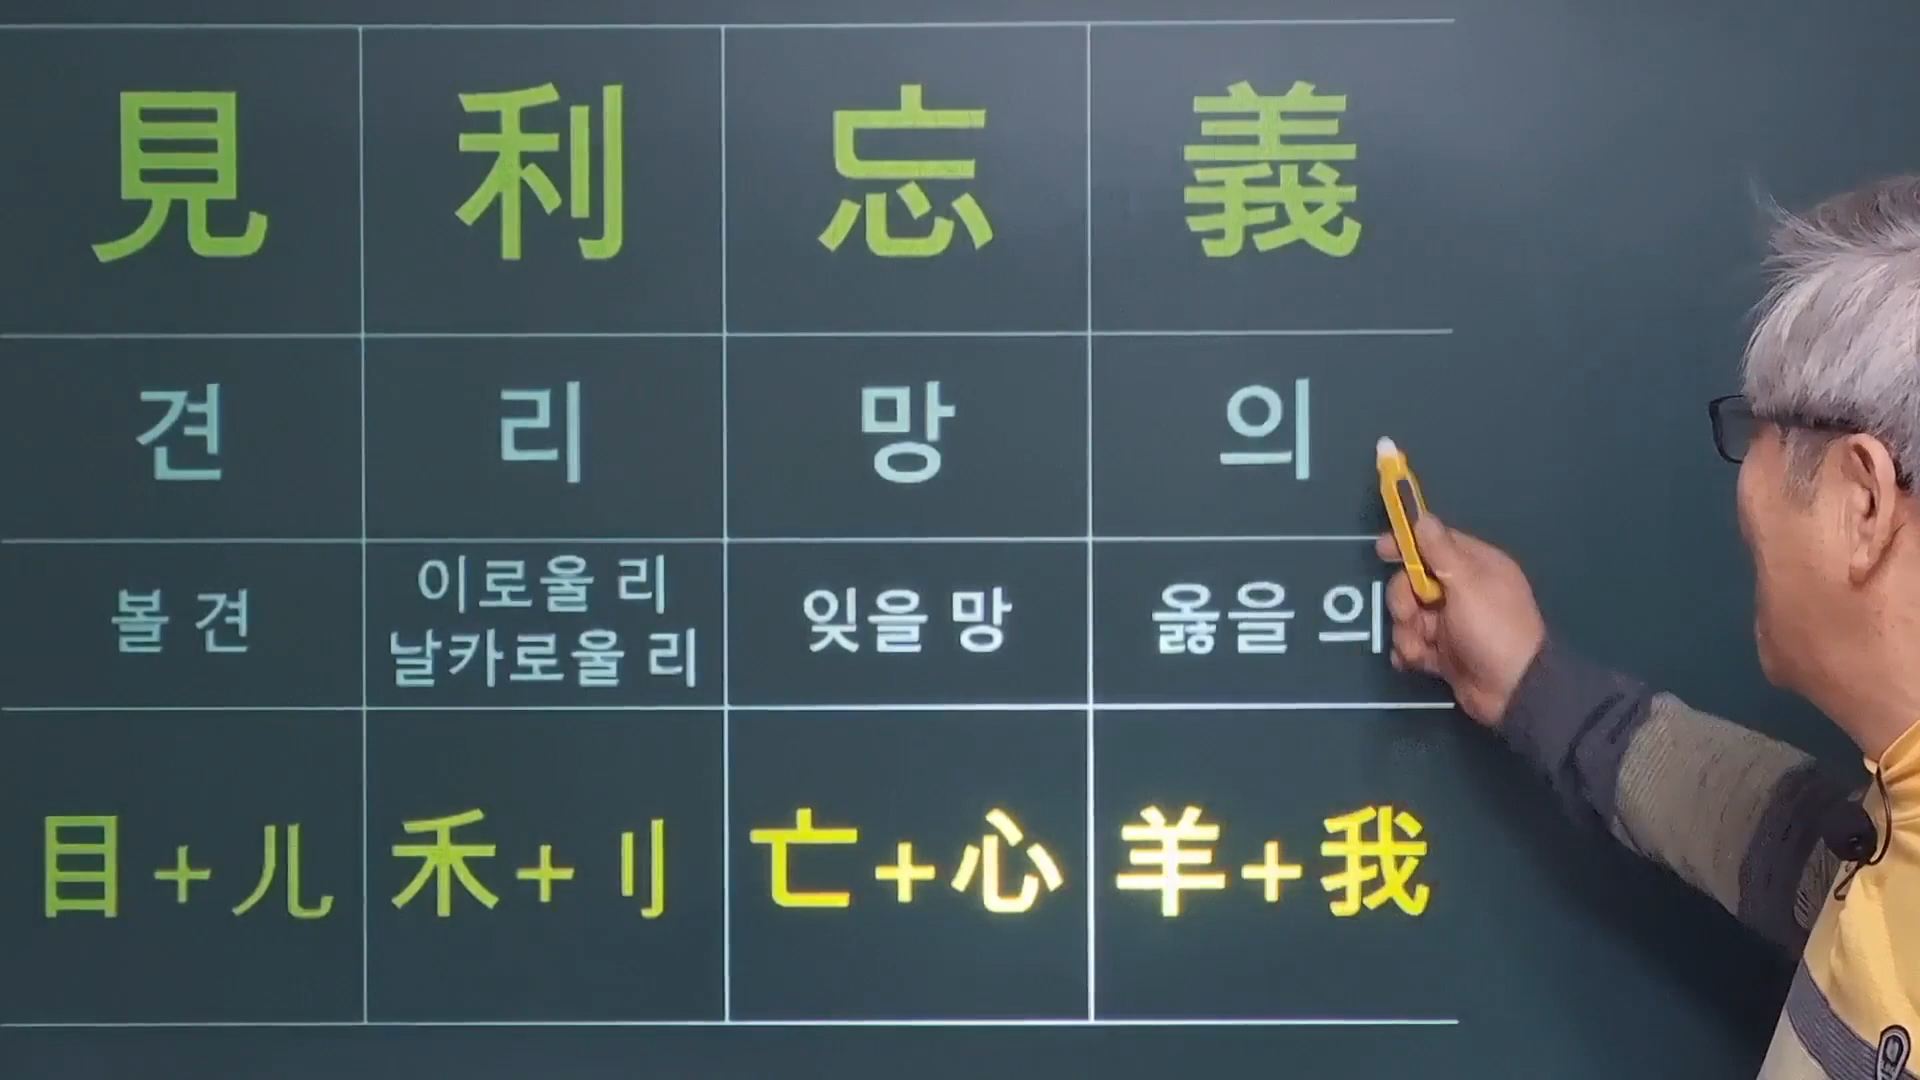 見 利 忘 義
견 리 망 의
볼 견 이로울 리 잊을 망 옳을 의
날카로울 리
目+儿 禾+刂 亡+心 羊+我